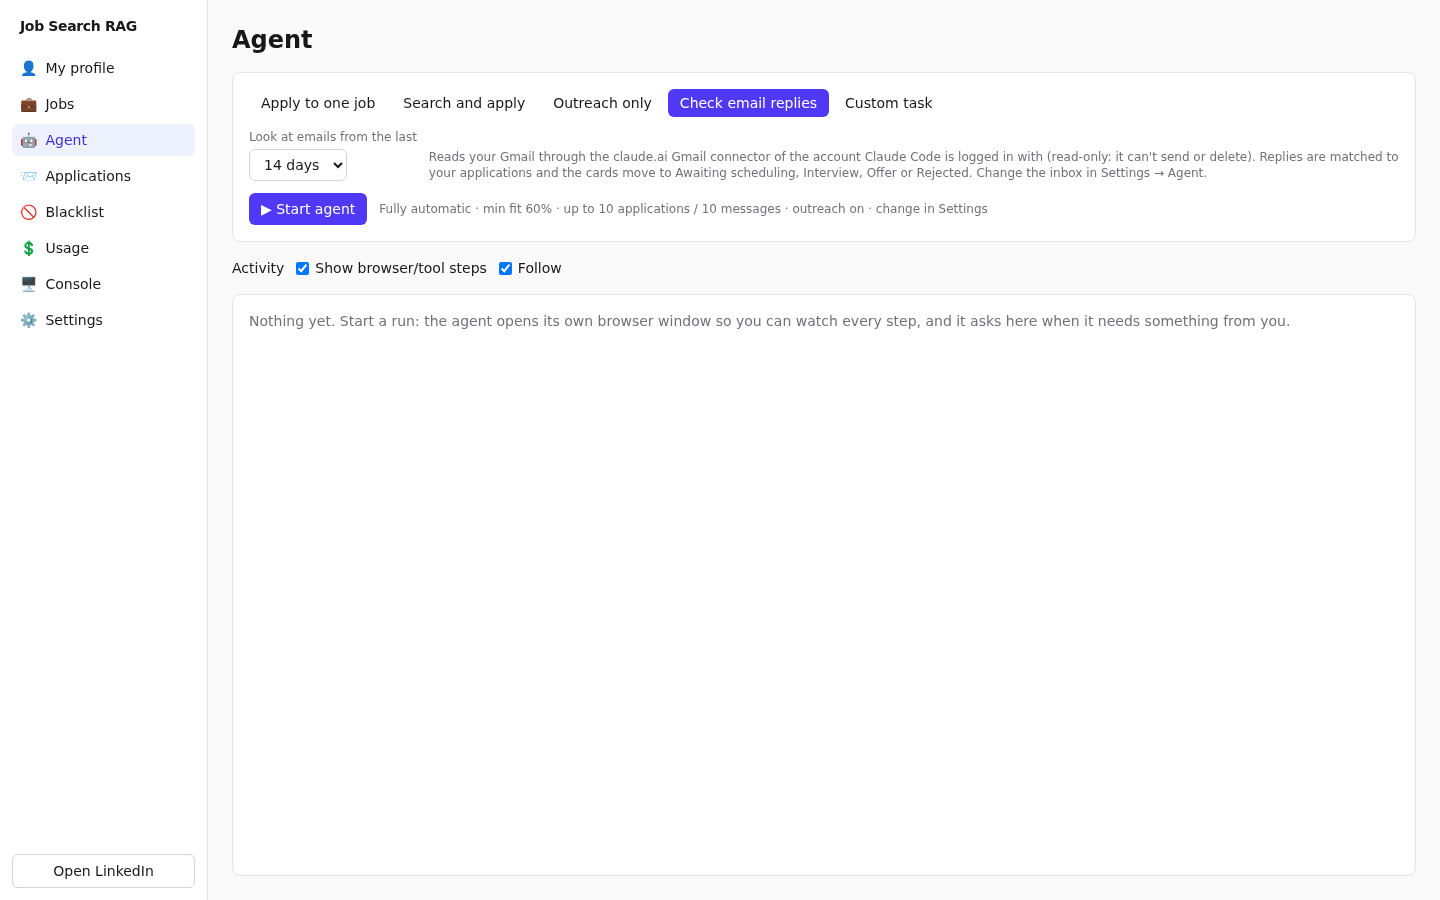 Job Search RAG
My profile
Jobs
Agent
Applications
Blacklist
Usage
Console
Settings
Open LinkedIn
Agent
Apply to one job
Search and apply
Outreach only
Check email replies
Custom task
Look at emails from the last
14 days
Reads your Gmail through the claude.ai Gmail connector of the account Claude Code is logged in with (read-only: it can't send or delete). Replies are matched to
your applications and the cards move to Awaiting scheduling, Interview, Offer or Rejected. Change the inbox in Settings → Agent.
▶ Start agent
Fully automatic · min fit 60% · up to 10 applications / 10 messages · outreach on · change in Settings
Activity
Show browser/tool steps
Follow
Nothing yet. Start a run: the agent opens its own browser window so you can watch every step, and it asks here when it needs something from you.